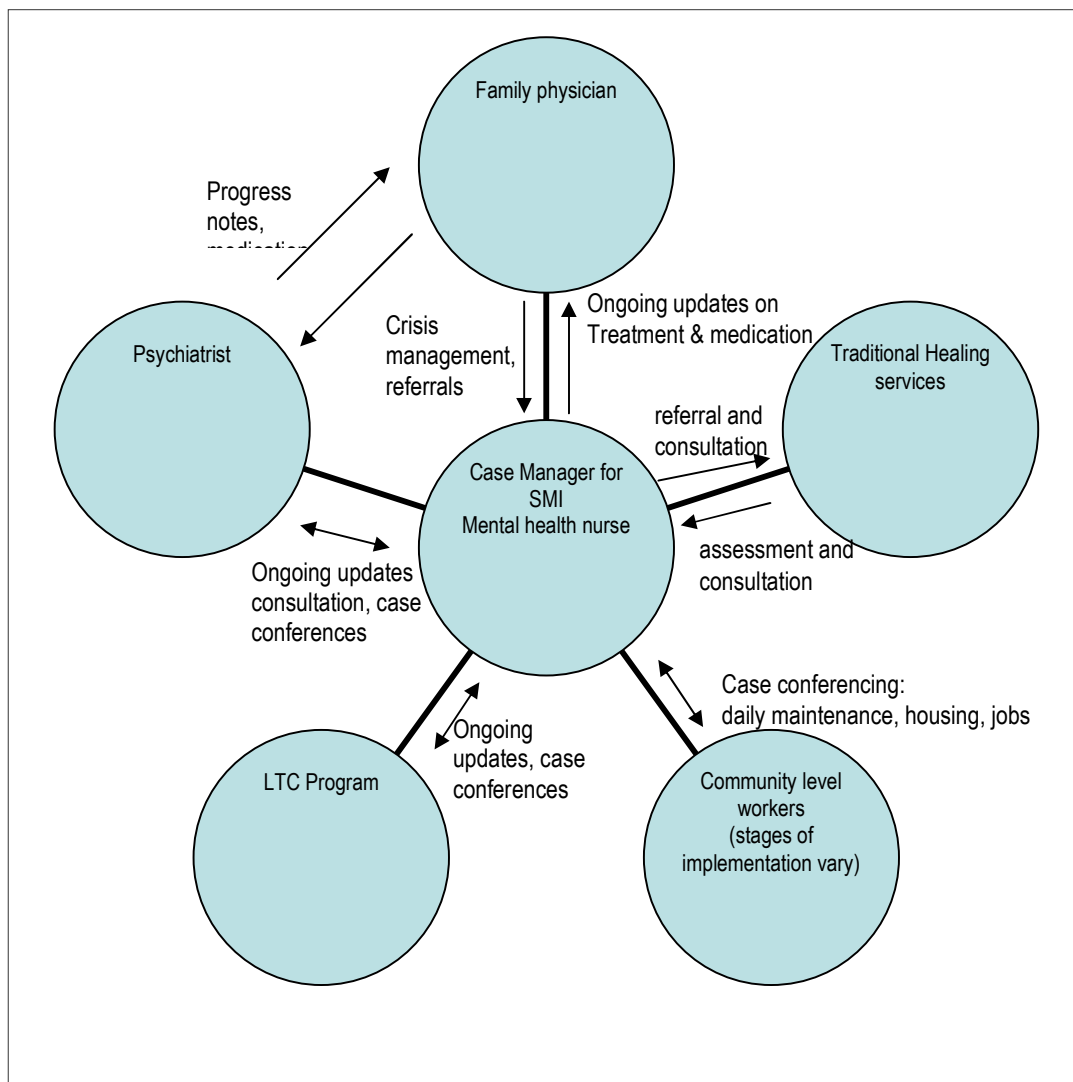 Family physician
Progress
notes,
medication
Crisis
management,
referrals
Ongoing updates on
Treatment & medication
Psychiatrist
Traditional Healing
services
referral and
consultation
Case Manager for
SMI
Mental health nurse
assessment and
consultation
Ongoing updates
consultation, case
conferences
Case conferencing:
daily maintenance, housing, jobs
Ongoing
updates, case
conferences
LTC Program
Community level
workers
(stages of
implementation vary)